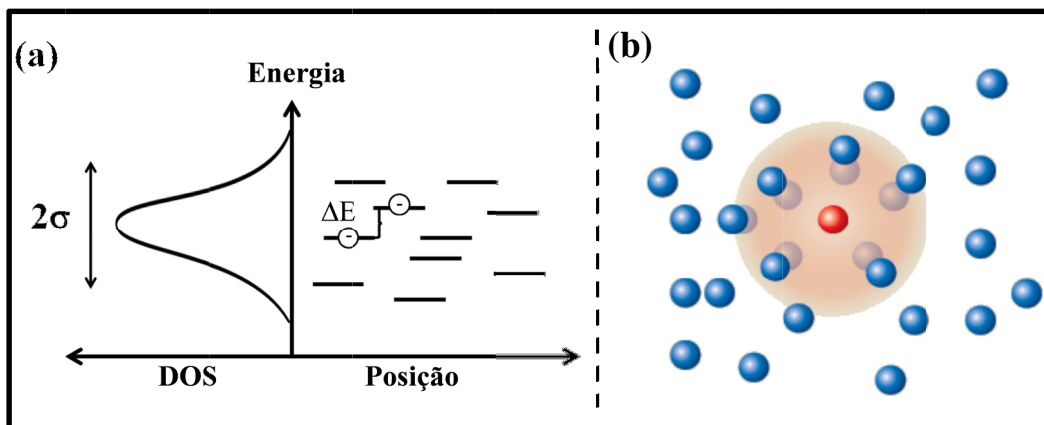 (a)
Energia
2σ
ΔE
-
-
DOS
Posição
(b)